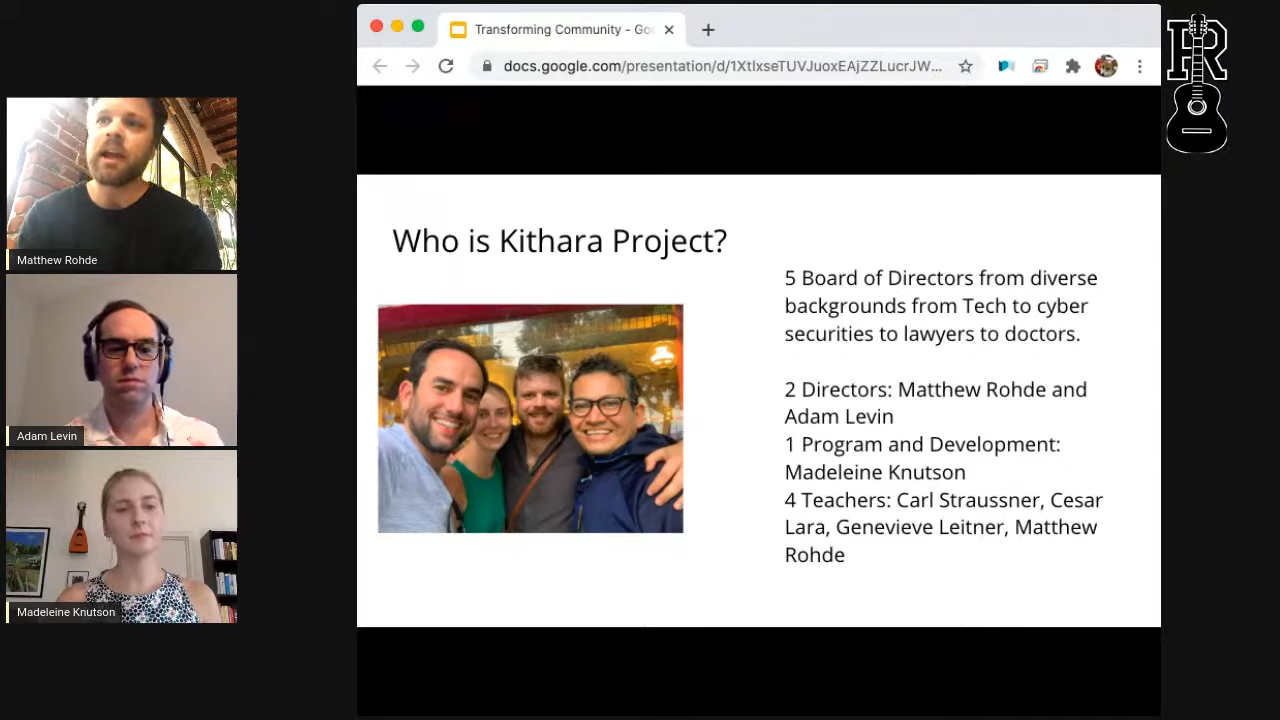 Transforming Community - Goo
docs.google.com/presentation/d/1XtIxseTUVJuoxEAjZZLucrJW...
HR
Matthew Rohde
Adam Levin
Madeleine Knutson
Who is Kithara Project?
5 Board of Directors from diverse
backgrounds from Tech to cyber
securities to lawyers to doctors.
2 Directors: Matthew Rohde and
Adam Levin
1 Program and Development:
Madeleine Knutson
4 Teachers: Carl Straussner, Cesar
Lara, Genevieve Leitner, Matthew
Rohde